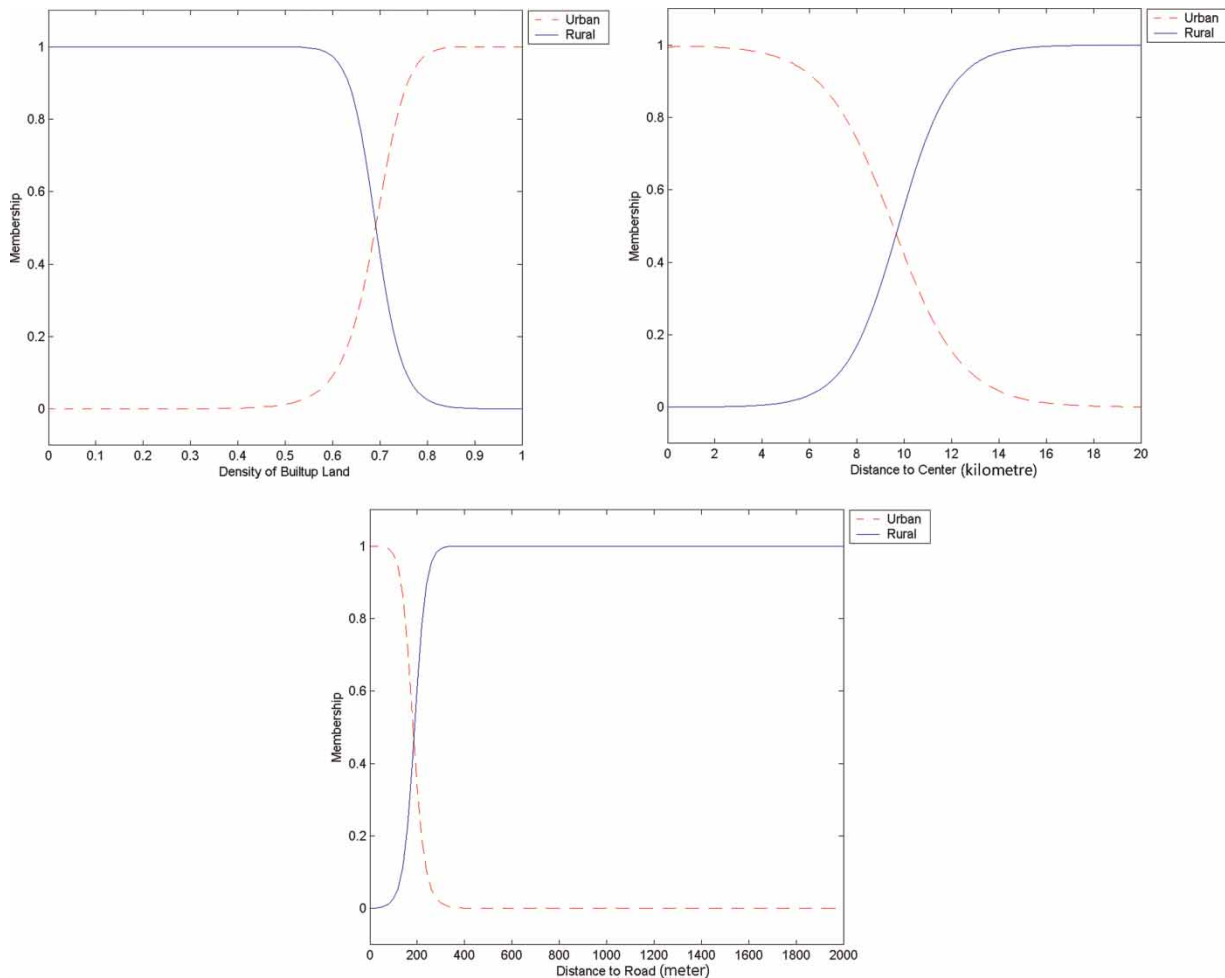 Urban
Rural
Membership
1
0.8
0.6
0.4
0.2
0
0 0.1 0.2 0.3 0.4 0.5 0.6 0.7 0.8 0.9 1
Density of Builtup Land
Urban
Rural
Membership
1
0.8
0.6
0.4
0.2
0
0 2 4 6 8 10 12 14 16 18 20
Distance to Center (kilometre)
Urban
Rural
Membership
1
0.8
0.6
0.4
0.2
0
0 200 400 600 800 1000 1200 1400 1600 1800 2000
Distance to Road (meter)